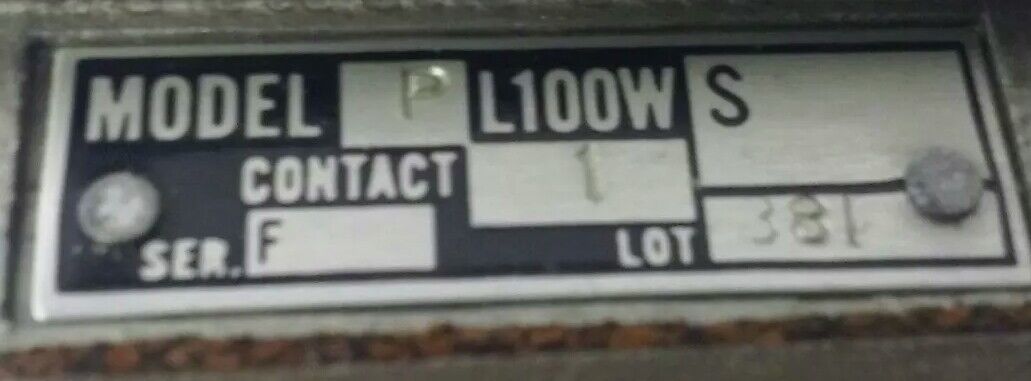 MODEL P L100W S
CONTACT 1
SER. F LOT 381